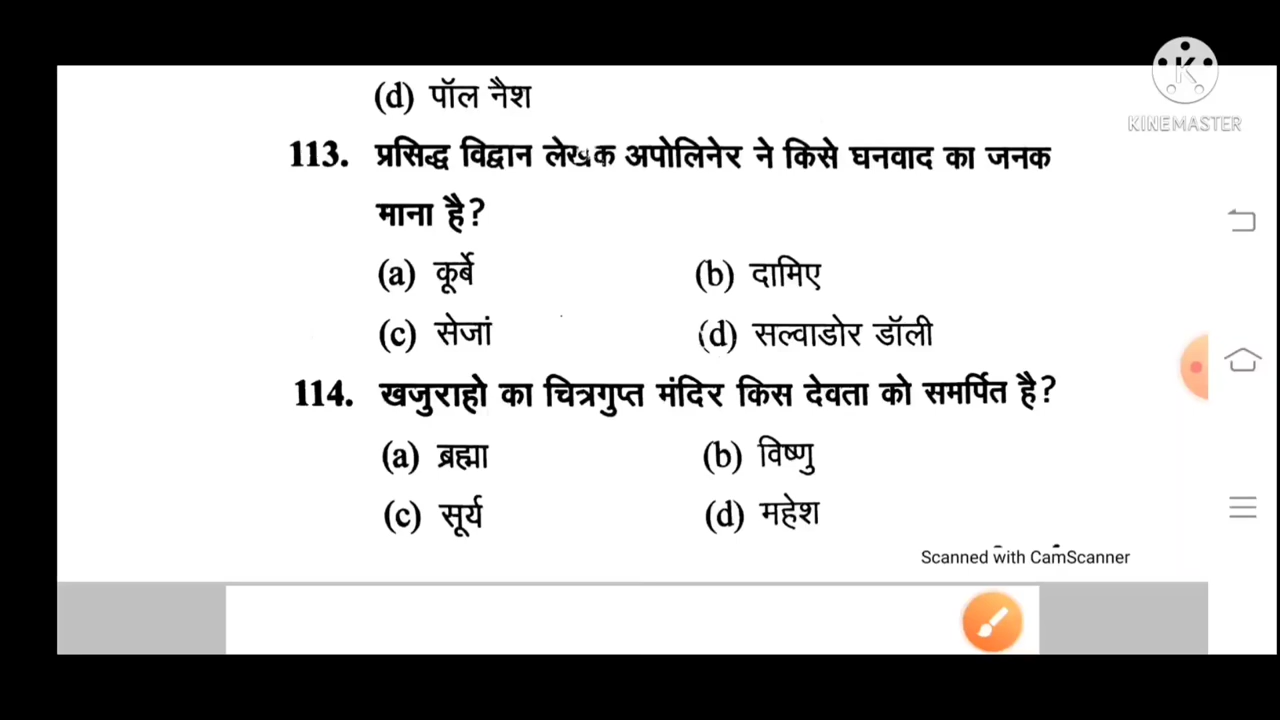 (d) पॉल नैश
KINEMASTER
113. प्रसिद्ध विद्वान लेखक अपोलिनेर ने किसे घनवाद का जनक
माना है?
(a) कूर्बे (b) दामिए
(c) सेजां (d) सल्वाडोर डॉली
114. खजुराहो का चित्रगुप्त मंदिर किस देवता को समर्पित है?
(a) ब्रह्मा (b) विष्णु
(c) सूर्य (d) महेश
Scanned with CamScanner